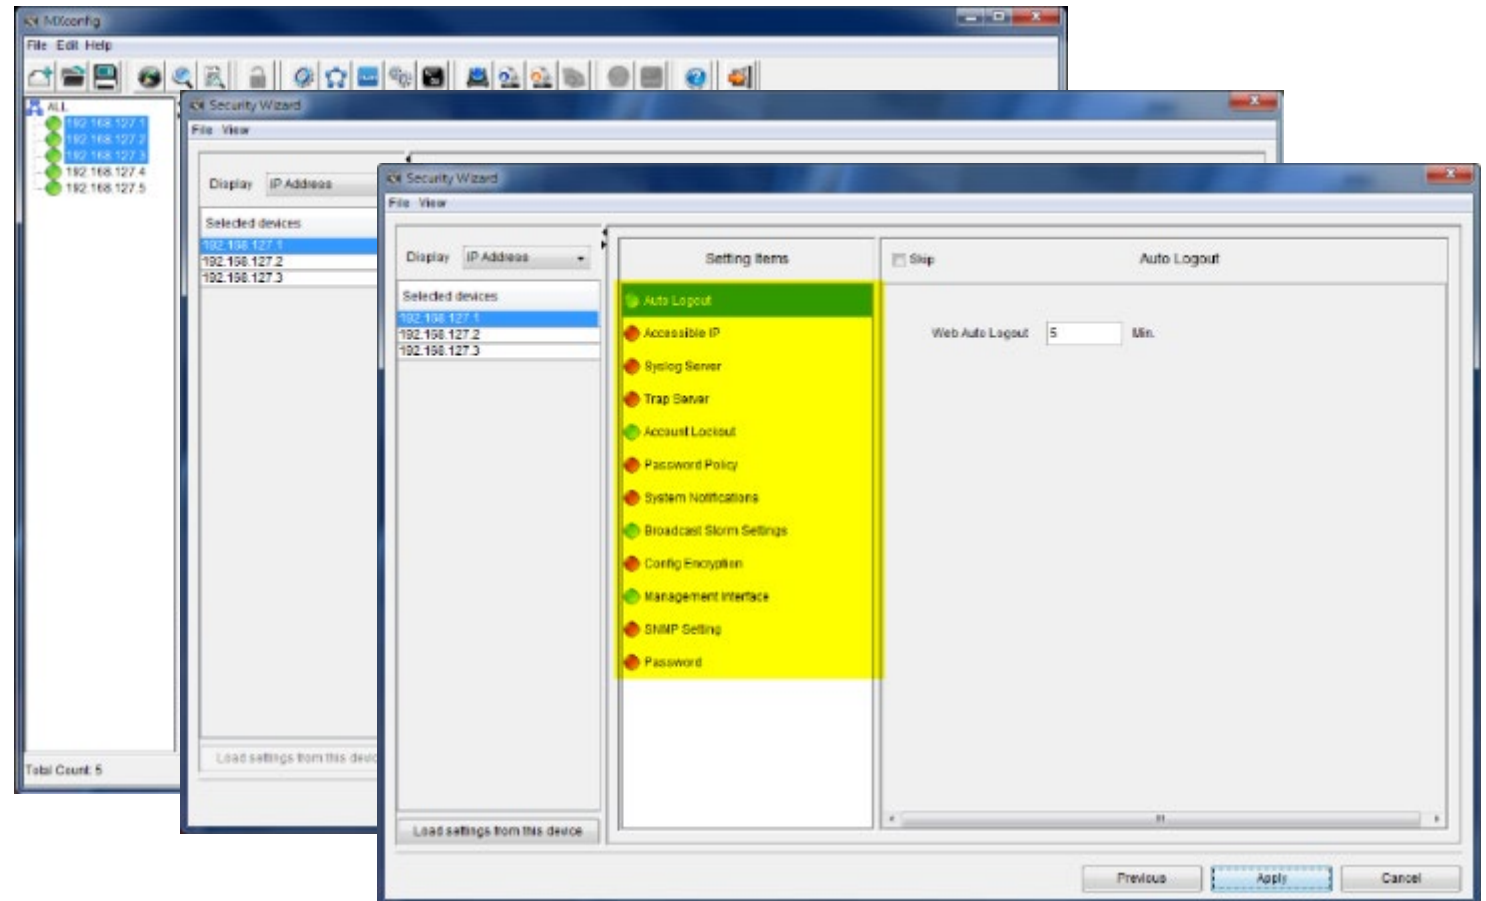 MXconfig
File Edit Help
ALL
192.168.127.1
192.168.127.2
192.168.127.3
192.168.127.4
192.168.127.5
Total Count: 5
Security Wizard
File View
Display IP Address
Selected devices
192.168.127.1
192.168.127.2
192.168.127.3
Load settings from this devic
Security Wizard
File View
Display IP Address
Selected devices
192.168.127.1
192.168.127.2
192.168.127.3
Load settings from this device
Setting Items
Auto Logout
Accessible IP
Syslog Server
Trap Server
Account Lockout
Password Policy
System Notifications
Broadcast Storm Settings
Config Encryption
Management Interface
SNMP Setting
Password
Skip Auto Logout
Web Auto Logout 5 Min.
Previous Apply Cancel